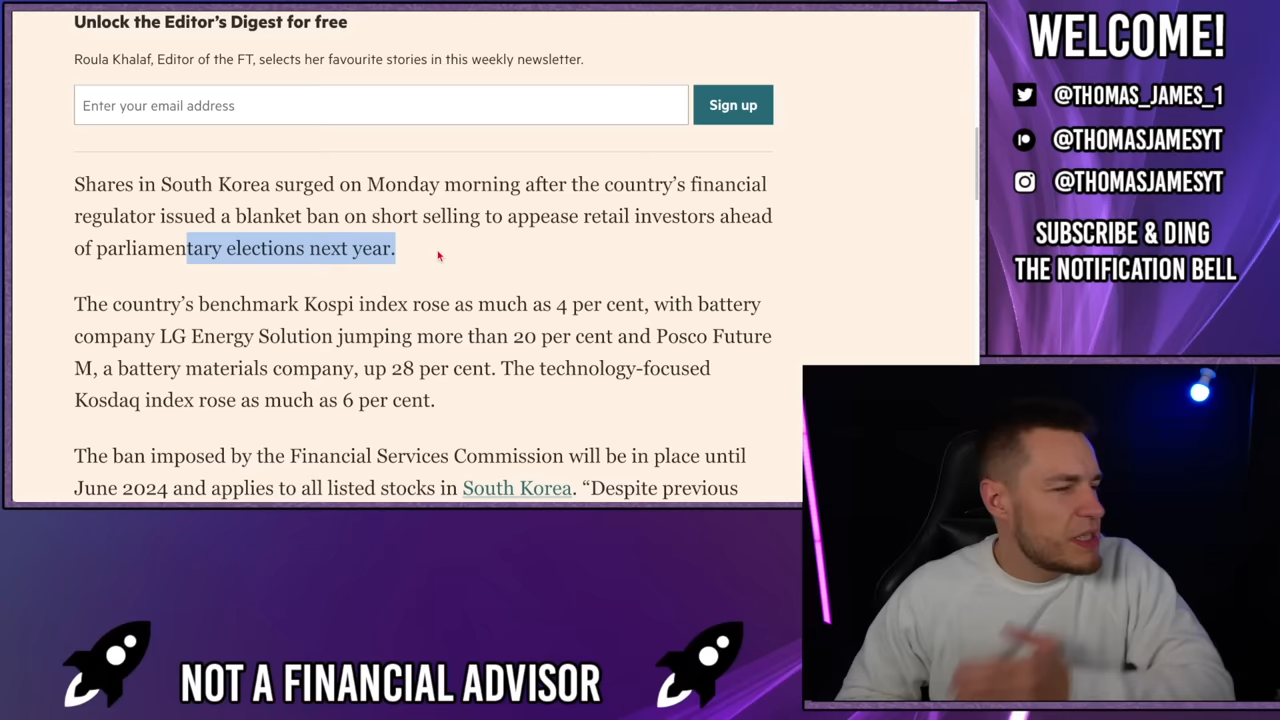 Unlock the Editor’s Digest for free
Roula Khalaf, Editor of the FT, selects her favourite stories in this weekly newsletter.
Enter your email address
Sign up
Shares in South Korea surged on Monday morning after the country’s financial
regulator issued a blanket ban on short selling to appease retail investors ahead
of parliamentary elections next year.
The country’s benchmark Kospi index rose as much as 4 per cent, with battery
company LG Energy Solution jumping more than 20 per cent and Posco Future
M, a battery materials company, up 28 per cent. The technology-focused
Kosdaq index rose as much as 6 per cent.
The ban imposed by the Financial Services Commission will be in place until
June 2024 and applies to all listed stocks in South Korea. “Despite previous
WELCOME!
@THOMAS_JAMES_1
@THOMASJAMESYT
@THOMASJAMESYT
SUBSCRIBE & DING
THE NOTIFICATION BELL
NOT A FINANCIAL ADVISOR